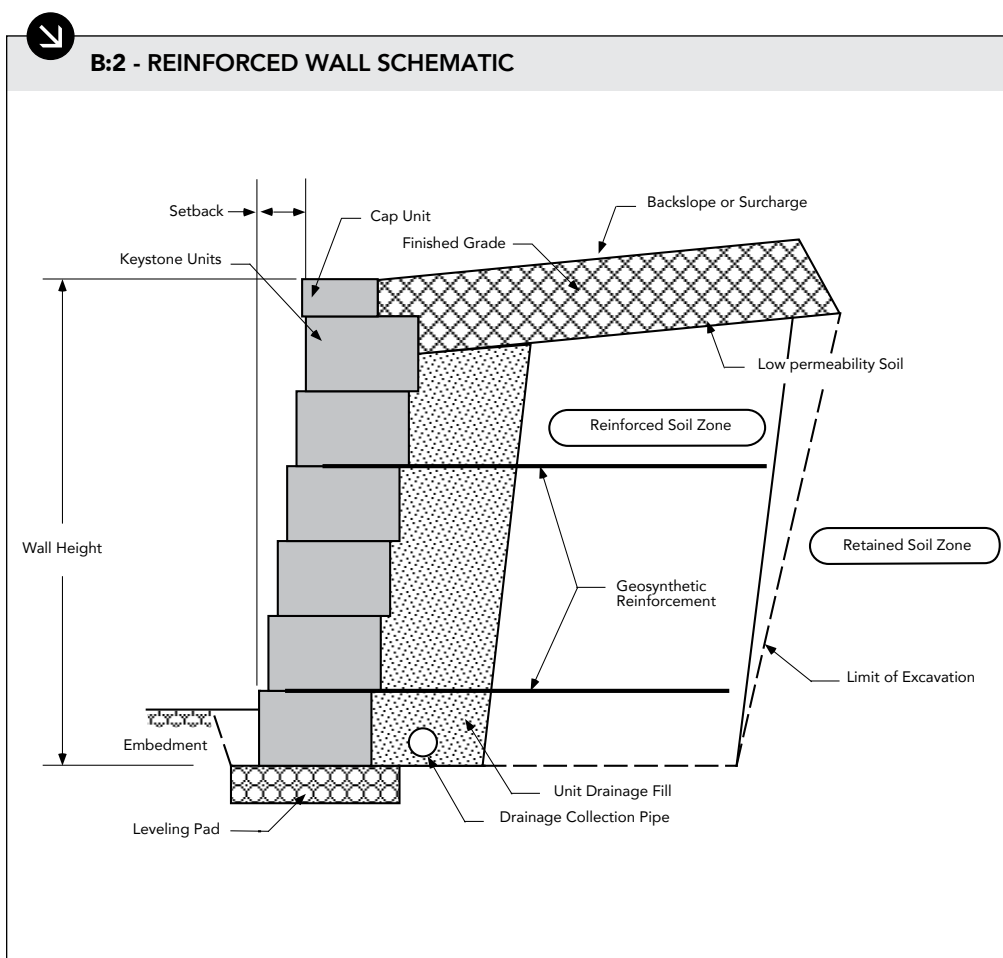 B:2 - REINFORCED WALL SCHEMATIC
Backslope or Surcharge
Setback
Cap Unit
Finished Grade
Keystone Units
Low permeability Soil
Reinforced Soil Zone
Wall Height
Retained Soil Zone
Geosynthetic
Reinforcement
Limit of Excavation
Embedment
Unit Drainage Fill
Drainage Collection Pipe
Leveling Pad